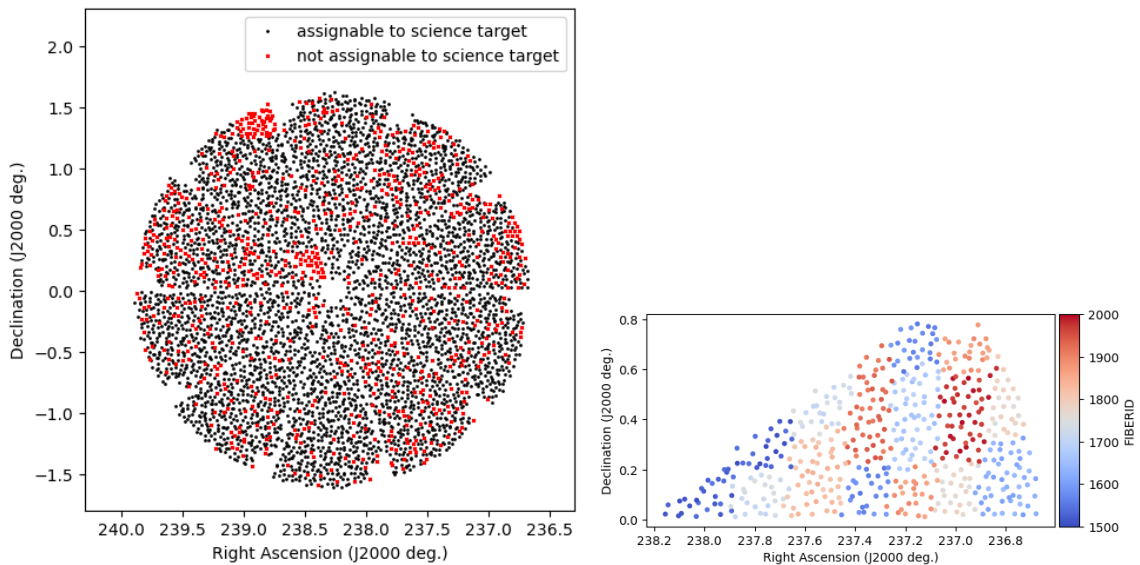 assignable to science target
not assignable to science target
2.0
1.5
1.0
0.5
0.0
−0.5
−1.0
−1.5
Declination (J2000 deg.)
240.0 239.5 239.0 238.5 238.0 237.5 237.0 236.5
Right Ascension (J2000 deg.)
0.8
0.6
0.4
0.2
0.0
Declination (J2000 deg.)
238.2 238.0 237.8 237.6 237.4 237.2 237.0 236.8
Right Ascension (J2000 deg.)
2000
1900
1800
1700
1600
1500
FIBERID